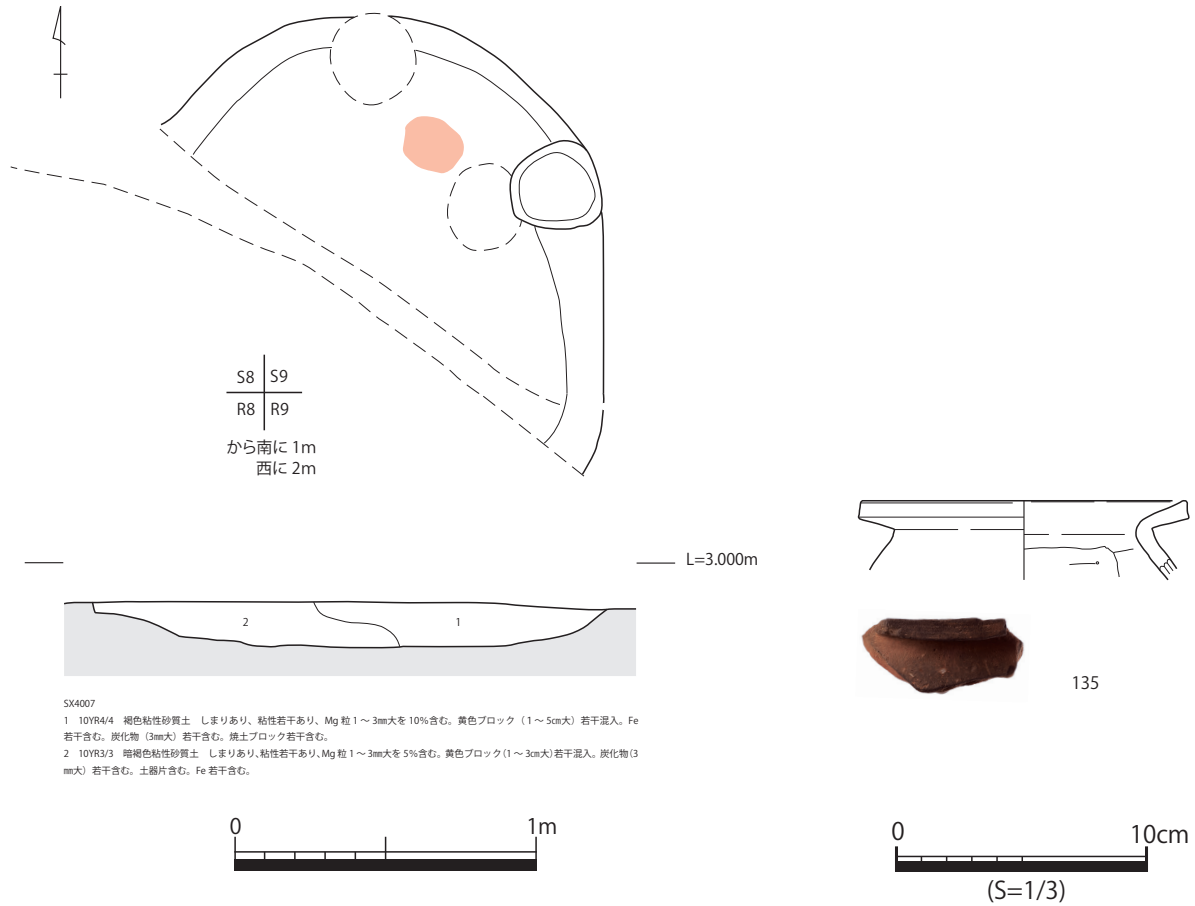 S8 S9
R8 R9
から南に 1m
西に 2m
L=3.000m
2
1
135
SX4007
1 10YR4/4 褐色粘性砂質土 しまりあり、粘性若干あり、Mg 粒 1 ～ 3㎜大を 10%含む。黄色ブロック（1 ～ 5㎝大）若干混入。Fe
若干含む。炭化物（3㎜大）若干含む。焼土ブロック若干含む。
2 10YR3/3 暗褐色粘性砂質土 しまりあり、粘性若干あり、Mg 粒 1 ～ 3㎜大を 5%含む。黄色ブロック（1 ～ 3㎝大）若干混入。炭化物（3
㎜大）若干含む。土器片含む。Fe 若干含む。
0 1m
0 10cm
(S=1/3)